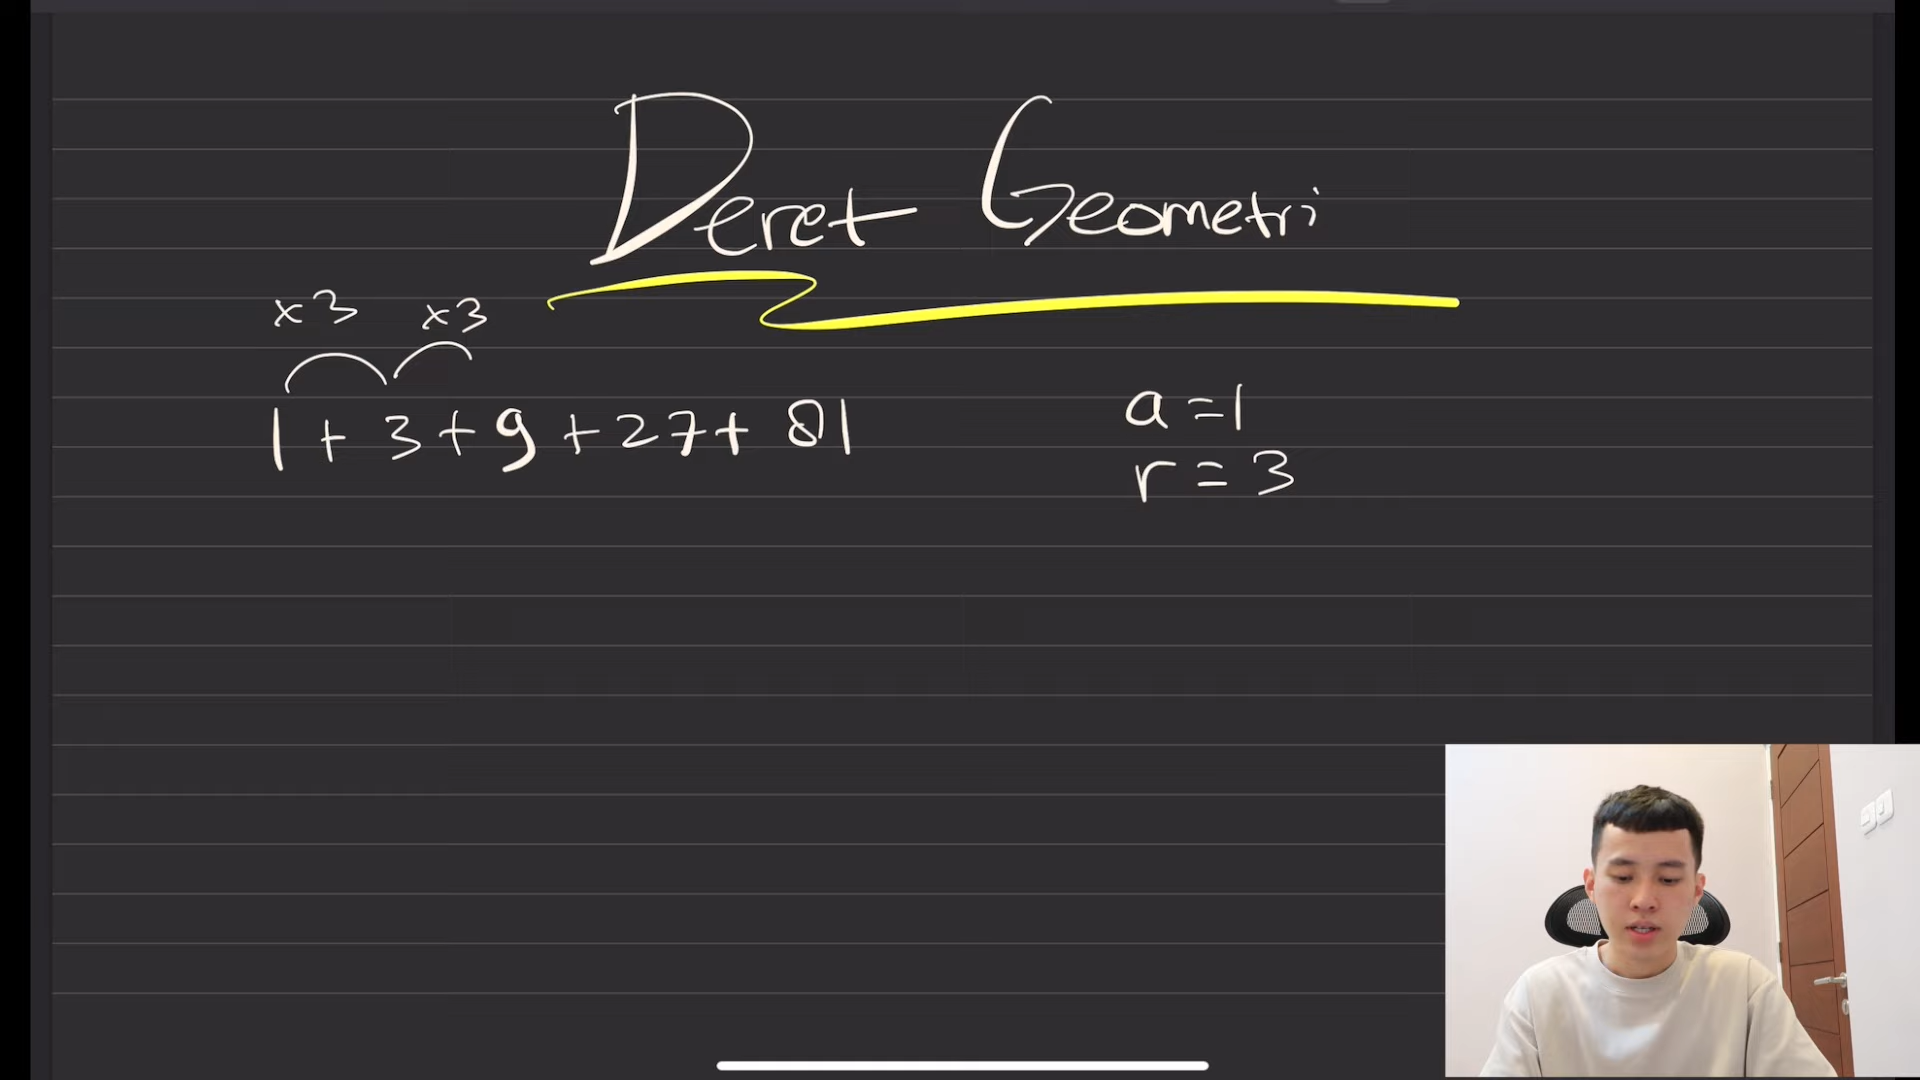 Deret Geometri
x3 x3
1 + 3 + 9 + 27 + 81
a = 1
r = 3